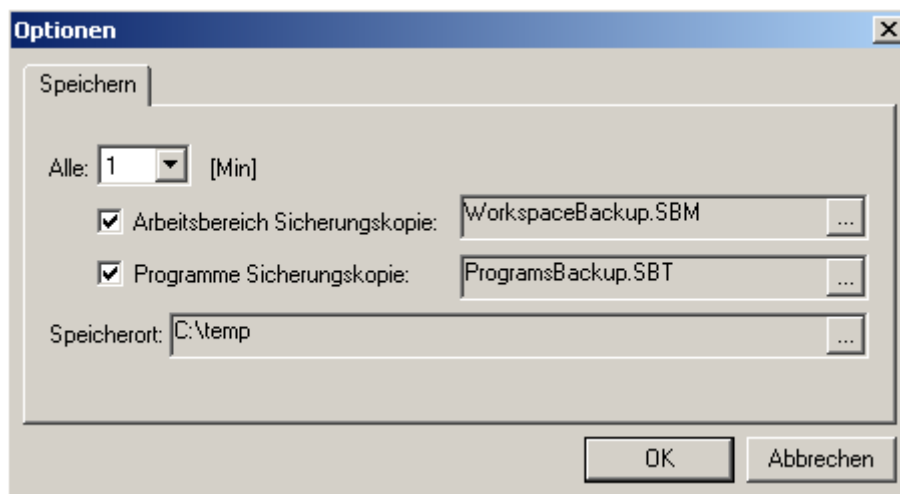 Optionen
Speichern
Alle: 1 [Min]
Arbeitsbereich Sicherungskopie: WorkspaceBackup.SBM ...
Programme Sicherungskopie: ProgramsBackup.SBT ...
Speicherort: C:\temp ...
OK Abbrechen